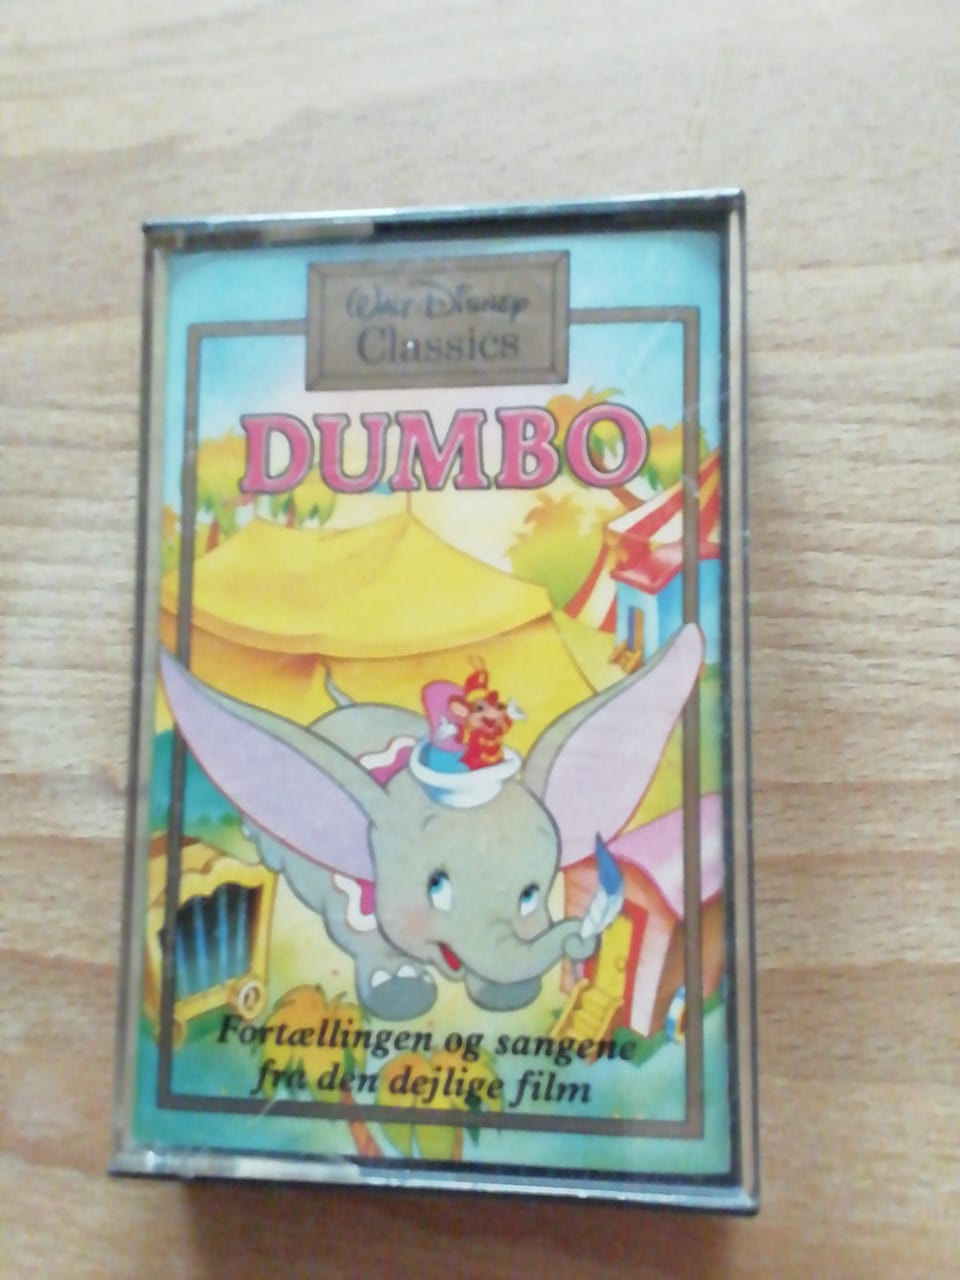 Walt Disney
Classics
DUMBO
Fortællingen og sangene
fra den dejlige film